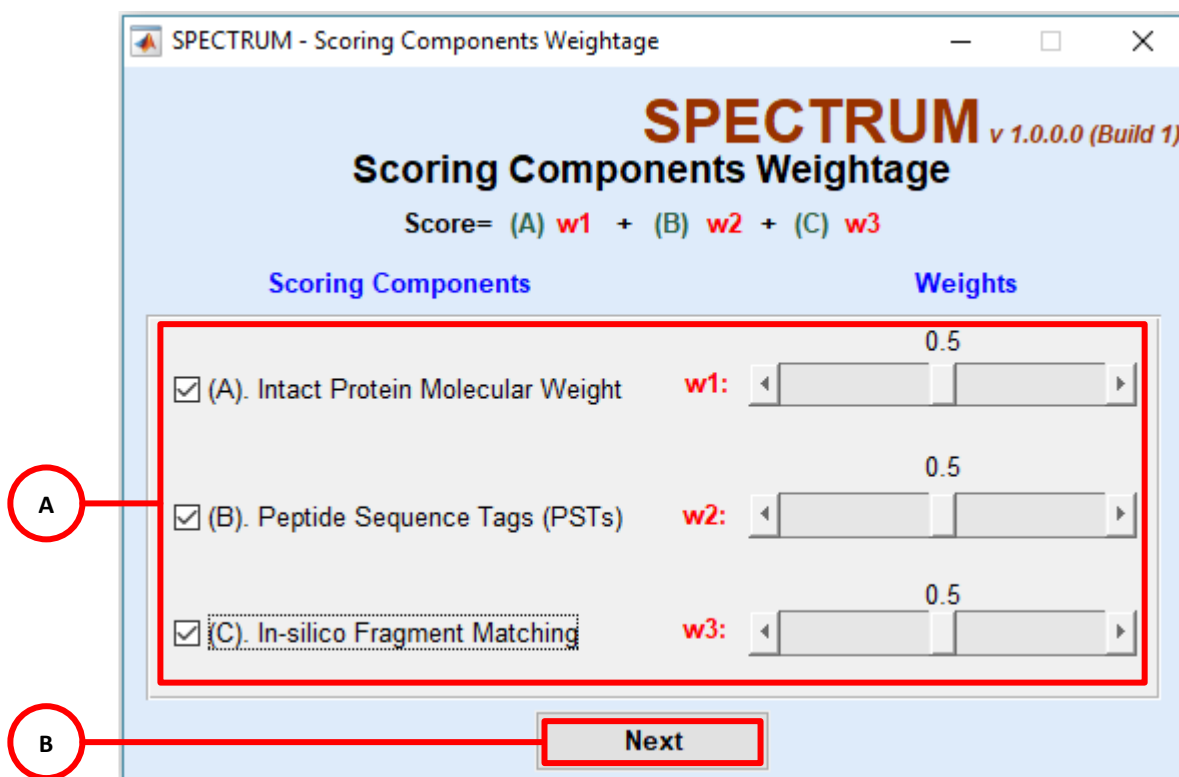 SPECTRUM - Scoring Components Weightage
SPECTRUM v 1.0.0.0 (Build 1)
Scoring Components Weightage
Score= (A) w1 + (B) w2 + (C) w3
Scoring Components Weights
0.5
(A). Intact Protein Molecular Weight w1:
0.5
A (B). Peptide Sequence Tags (PSTs) w2:
0.5
(C). In-silico Fragment Matching w3:
B Next